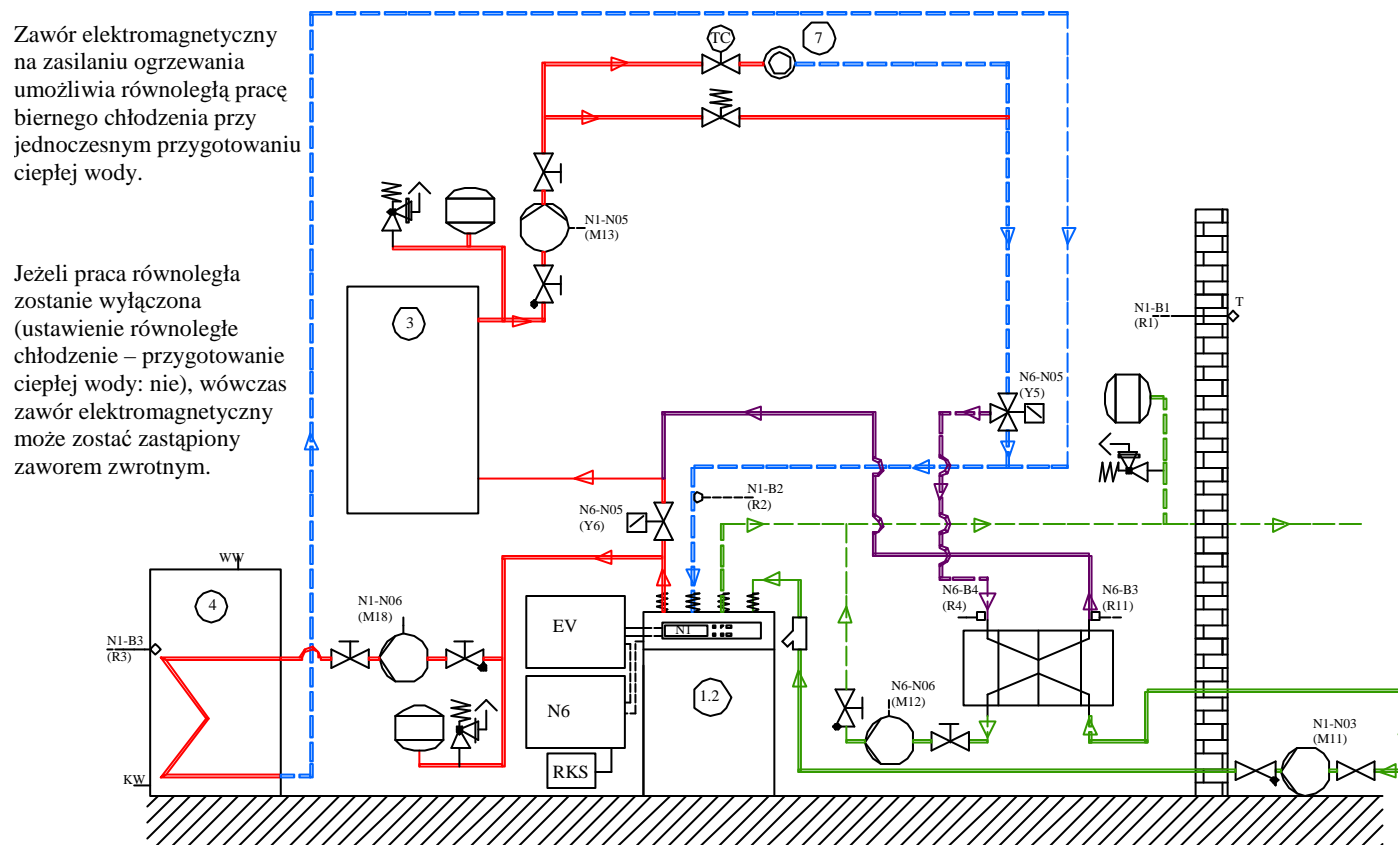 Zawór elektromagnetyczny
na zasilaniu ogrzewania
umożliwia równoległą pracę
biernego chłodzenia przy
jednoczesnym przygotowaniu
ciepłej wody.
Jeżeli praca równoległa
zostanie wyłączona
(ustawienie równoległe
chłodzenie – przygotowanie
ciepłej wody: nie), wówczas
zawór elektromagnetyczny
może zostać zastąpiony
zaworem zwrotnym.
TC
7
N1-N05
(M13)
3
N1-B1
(R1)
T
N6-N05
(Y5)
N1-B2
(R2)
N6-N05
(Y6)
WW
4
N1-N06
(M18)
N1-B3
(R3)
KW
EV
N1
N6
RKS
1.2
N6-B4
(R4)
N6-B3
(R11)
N6-N06
(M12)
N1-N03
(M11)